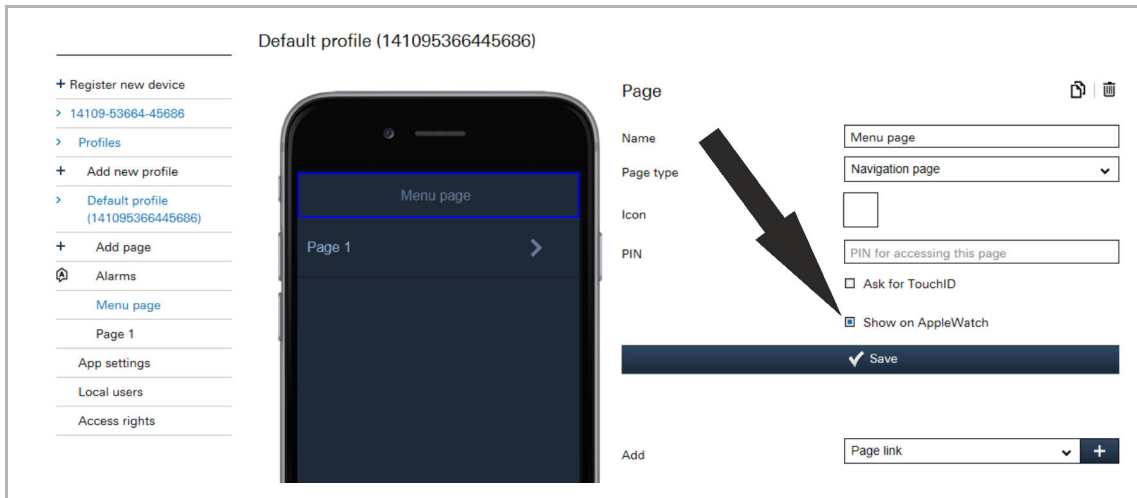 Default profile (141095366445686)
+ Register new device
> 14109-53664-45686
> Profiles
+ Add new profile
> Default profile
(141095366445686)
+ Add page
Alarms
Menu page
Page 1
App settings
Local users
Access rights
Menu page
Page 1
Page
Name Menu page
Page type Navigation page
Icon
PIN PIN for accessing this page
Ask for TouchID
Show on AppleWatch
Save
Add Page link +